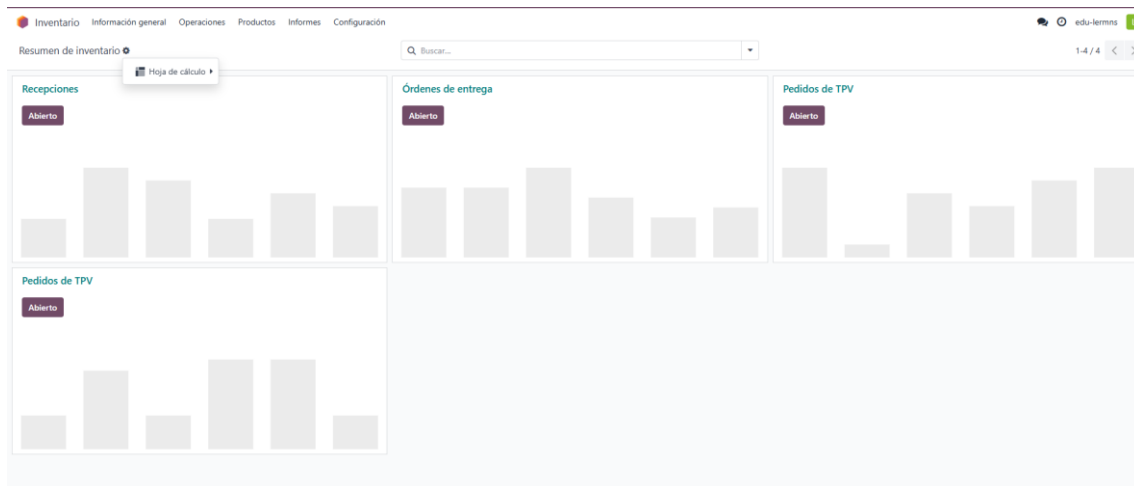 Inventario Información general Operaciones Productos Informes Configuración edu-lermns
Resumen de inventario Buscar... 1-4 / 4
Hoja de cálculo
Recepciones Órdenes de entrega Pedidos de TPV
Abierto Abierto Abierto
Pedidos de TPV
Abierto